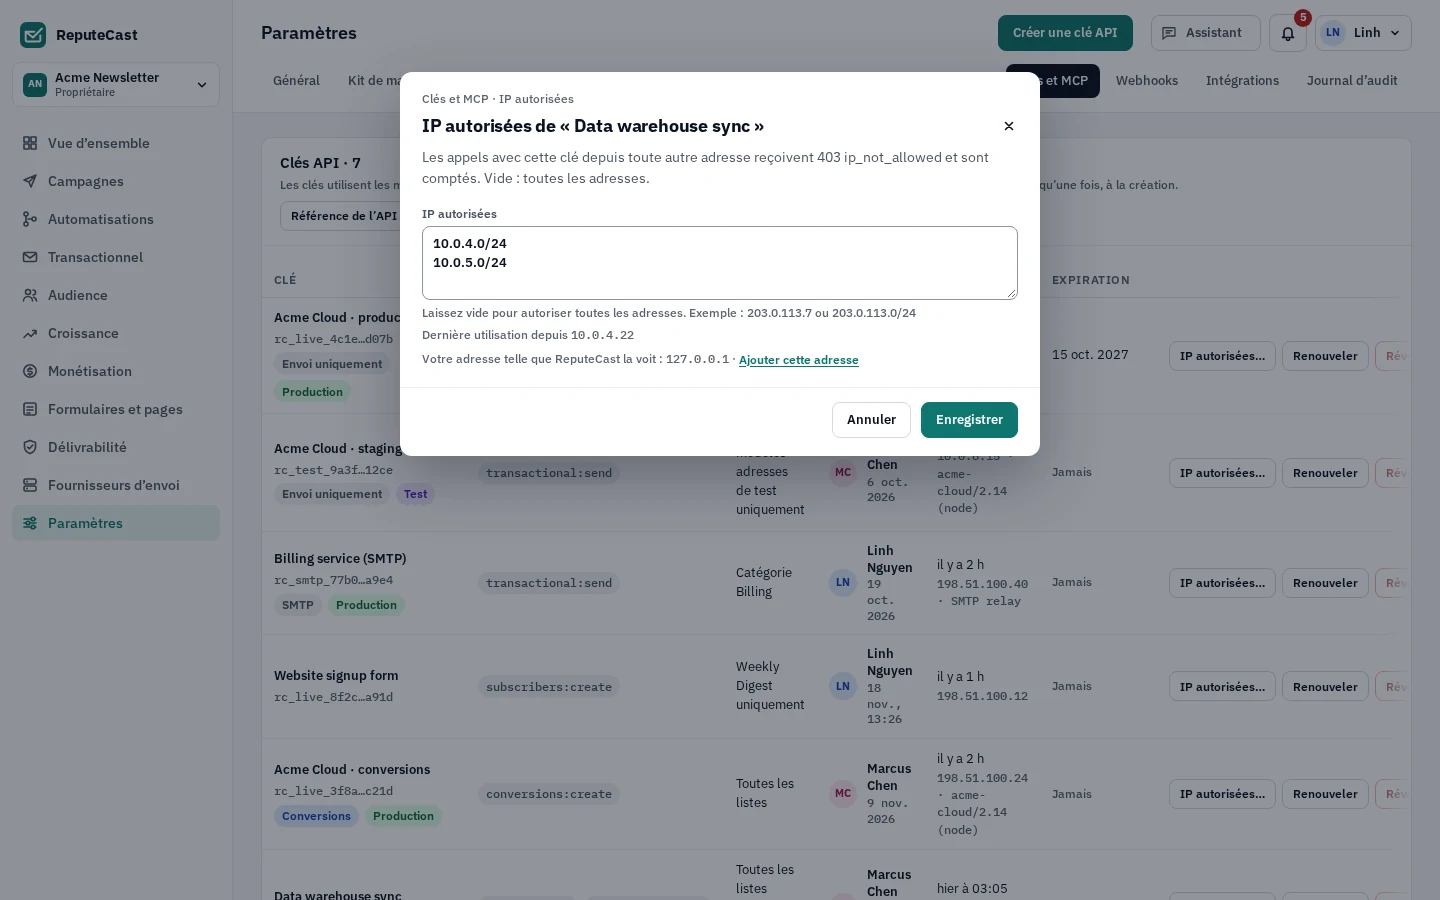 ReputeCast
AN
Acme Newsletter
Propriétaire
Vue d'ensemble
Campagnes
Automatisations
Transactionnel
Audience
Croissance
Monétisation
Formulaires et pages
Délivrabilité
Fournisseurs d'envoi
Paramètres
Paramètres
Créer une clé API
Assistant
5
LN
Linh
Général
Kit de ma
s et MCP
Webhooks
Intégrations
Journal d'audit
Clés API · 7
Les clés utilisent les m
qu'une fois, à la création.
Référence de l'API
CLÉ
EXPIRATION
Clés et MCP · IP autorisées
IP autorisées de « Data warehouse sync »
Les appels avec cette clé depuis toute autre adresse reçoivent 403 ip_not_allowed et sont
comptés. Vide : toutes les adresses.
IP autorisées
10.0.4.0/24
10.0.5.0/24
Laissez vide pour autoriser toutes les adresses. Exemple : 203.0.113.7 ou 203.0.113.0/24
Dernière utilisation depuis 10.0.4.22
Votre adresse telle que ReputeCast la voit : 127.0.0.1 · Ajouter cette adresse
Annuler
Enregistrer
Acme Cloud · produc
rc_live_4c1e…d07b
Envoi uniquement
Production
15 oct. 2027
IP autorisées…
Renouveler
Rév
Acme Cloud · staging
rc_test_9a3f…12ce
Envoi uniquement
Test
transactional:send
adresses
de test
uniquement
MC
Chen
6 oct.
2026
acme-
cloud/2.14
(node)
Jamais
IP autorisées…
Renouveler
Rév
Billing service (SMTP)
rc_smtp_77b0…a9e4
SMTP
Production
transactional:send
Catégorie
Billing
LN
Linh
Nguyen
19
oct.
2026
il y a 2 h
198.51.100.40
· SMTP relay
Jamais
IP autorisées…
Renouveler
Rév
Website signup form
rc_live_8f2c…a91d
subscribers:create
Weekly
Digest
uniquement
LN
Linh
Nguyen
18
nov.,
13:26
il y a 1 h
198.51.100.12
Jamais
IP autorisées…
Renouveler
Rév
Acme Cloud · conversions
rc_live_3f8a…c21d
Conversions
Production
conversions:create
Toutes les
listes
MC
Marcus
Chen
9 nov.
2026
il y a 2 h
198.51.100.24
· acme-
cloud/2.14
(node)
Jamais
IP autorisées…
Renouveler
Rév
Data warehouse sync
Toutes les
listes
Marcus
Chen
hier à 03:05